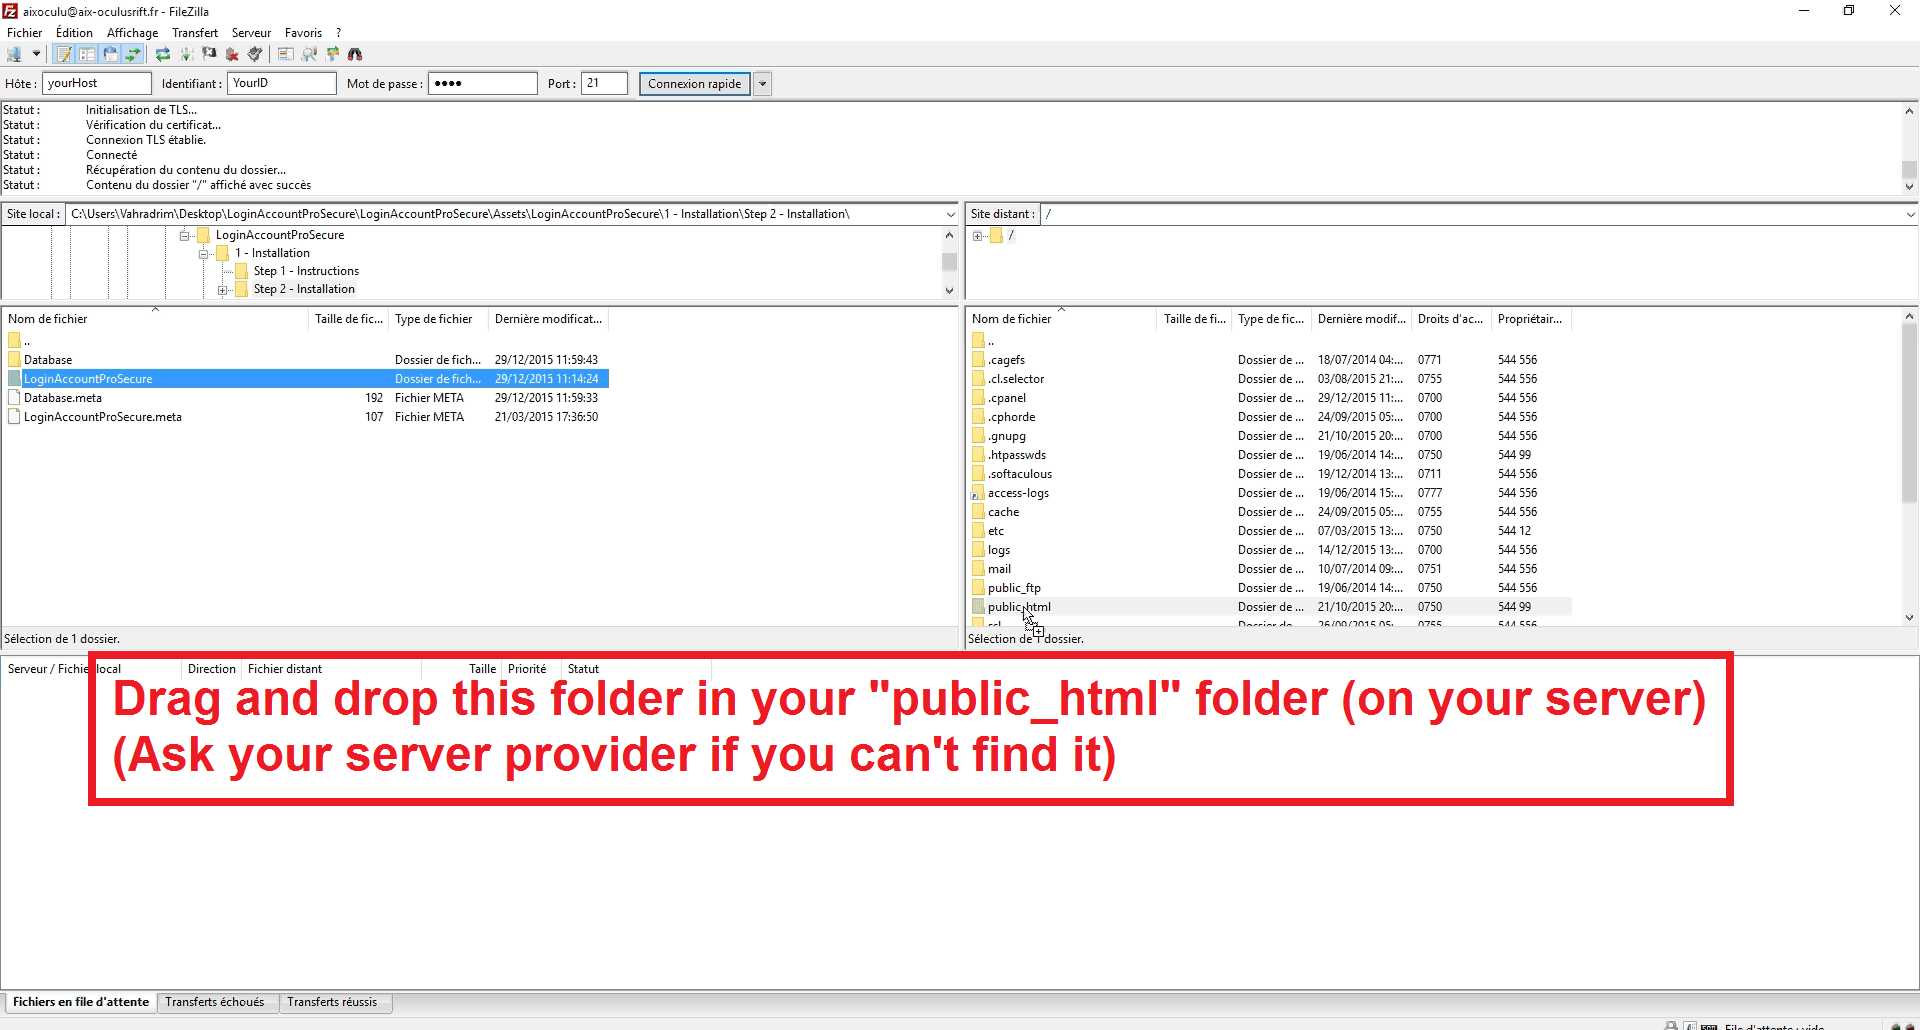 aixoculu@aix-oculusrift.fr - FileZilla
Fichier Édition Affichage Transfert Serveur Favoris ?
Hôte : yourHost Identifiant : YourID Mot de passe : ●●●● Port : 21 Connexion rapide
Statut : Initialisation de TLS...
Statut : Vérification du certificat...
Statut : Connexion TLS établie.
Statut : Connecté
Statut : Récupération du contenu du dossier...
Statut : Contenu du dossier "/" affiché avec succès
Site local : C:\Users\Vahradrim\Desktop\LoginAccountProSecure\LoginAccountProSecure\Assets\LoginAccountProSecure\1 - Installation\Step 2 - Installation\
LoginAccountProSecure
1 - Installation
Step 1 - Instructions
Step 2 - Installation
Nom de fichier Taille de fic... Type de fichier Dernière modificat...
..
Database Dossier de fich... 29/12/2015 11:59:43
LoginAccountProSecure Dossier de fich... 29/12/2015 11:14:24
Database.meta 192 Fichier META 29/12/2015 11:59:33
LoginAccountProSecure.meta 107 Fichier META 21/03/2015 17:36:50
Sélection de 1 dossier.
Site distant : /
/
Nom de fichier Taille de fi... Type de fic... Dernière modif... Droits d'ac... Propriétair...
..
.cagefs Dossier de ... 18/07/2014 04:... 0771 544 556
.cl.selector Dossier de ... 03/08/2015 21:... 0755 544 556
.cpanel Dossier de ... 29/12/2015 11:... 0700 544 556
.cphorde Dossier de ... 24/09/2015 05:... 0700 544 556
.gnupg Dossier de ... 21/10/2015 20:... 0700 544 556
.htpasswds Dossier de ... 19/06/2014 14:... 0750 544 99
.softaculous Dossier de ... 19/12/2014 13:... 0711 544 556
access-logs Dossier de ... 19/06/2014 15:... 0777 544 556
cache Dossier de ... 24/09/2015 05:... 0755 544 556
etc Dossier de ... 07/03/2015 13:... 0750 544 12
logs Dossier de ... 14/12/2015 13:... 0700 544 556
mail Dossier de ... 10/07/2014 09:... 0751 544 556
public_ftp Dossier de ... 19/06/2014 14:... 0750 544 556
public_html Dossier de ... 21/10/2015 20:... 0750 544 99
ssl Dossier de ... 26/09/2015 05:... 0755 544 556
Sélection de 1 dossier.
Serveur / Fichier local Direction Fichier distant Taille Priorité Statut
Drag and drop this folder in your "public_html" folder (on your server)
(Ask your server provider if you can't find it)
Fichiers en file d'attente Transferts échoués Transferts réussis
File d'attente : vide